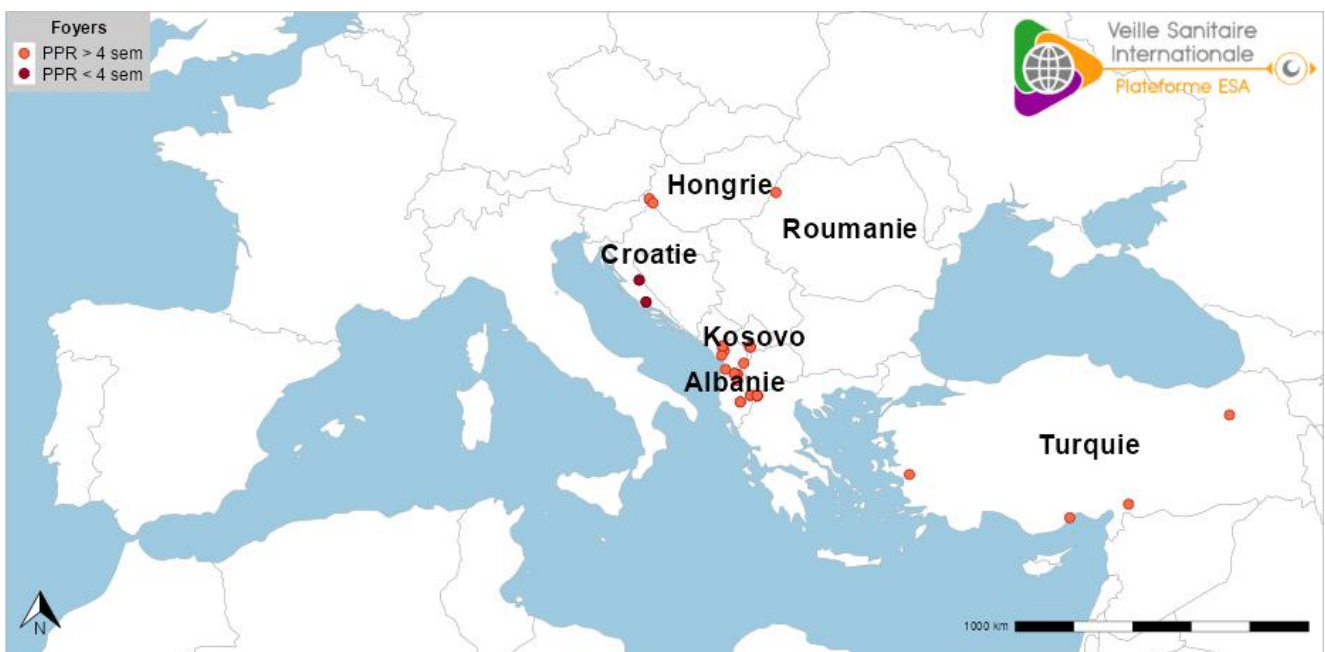 Foyers
PPR > 4 sem
PPR < 4 sem
Veille Sanitaire
Internationale
Plateforme ESA
Hongrie
Roumanie
Croatie
Kosovo
Albanie
Turquie
N
1000 km